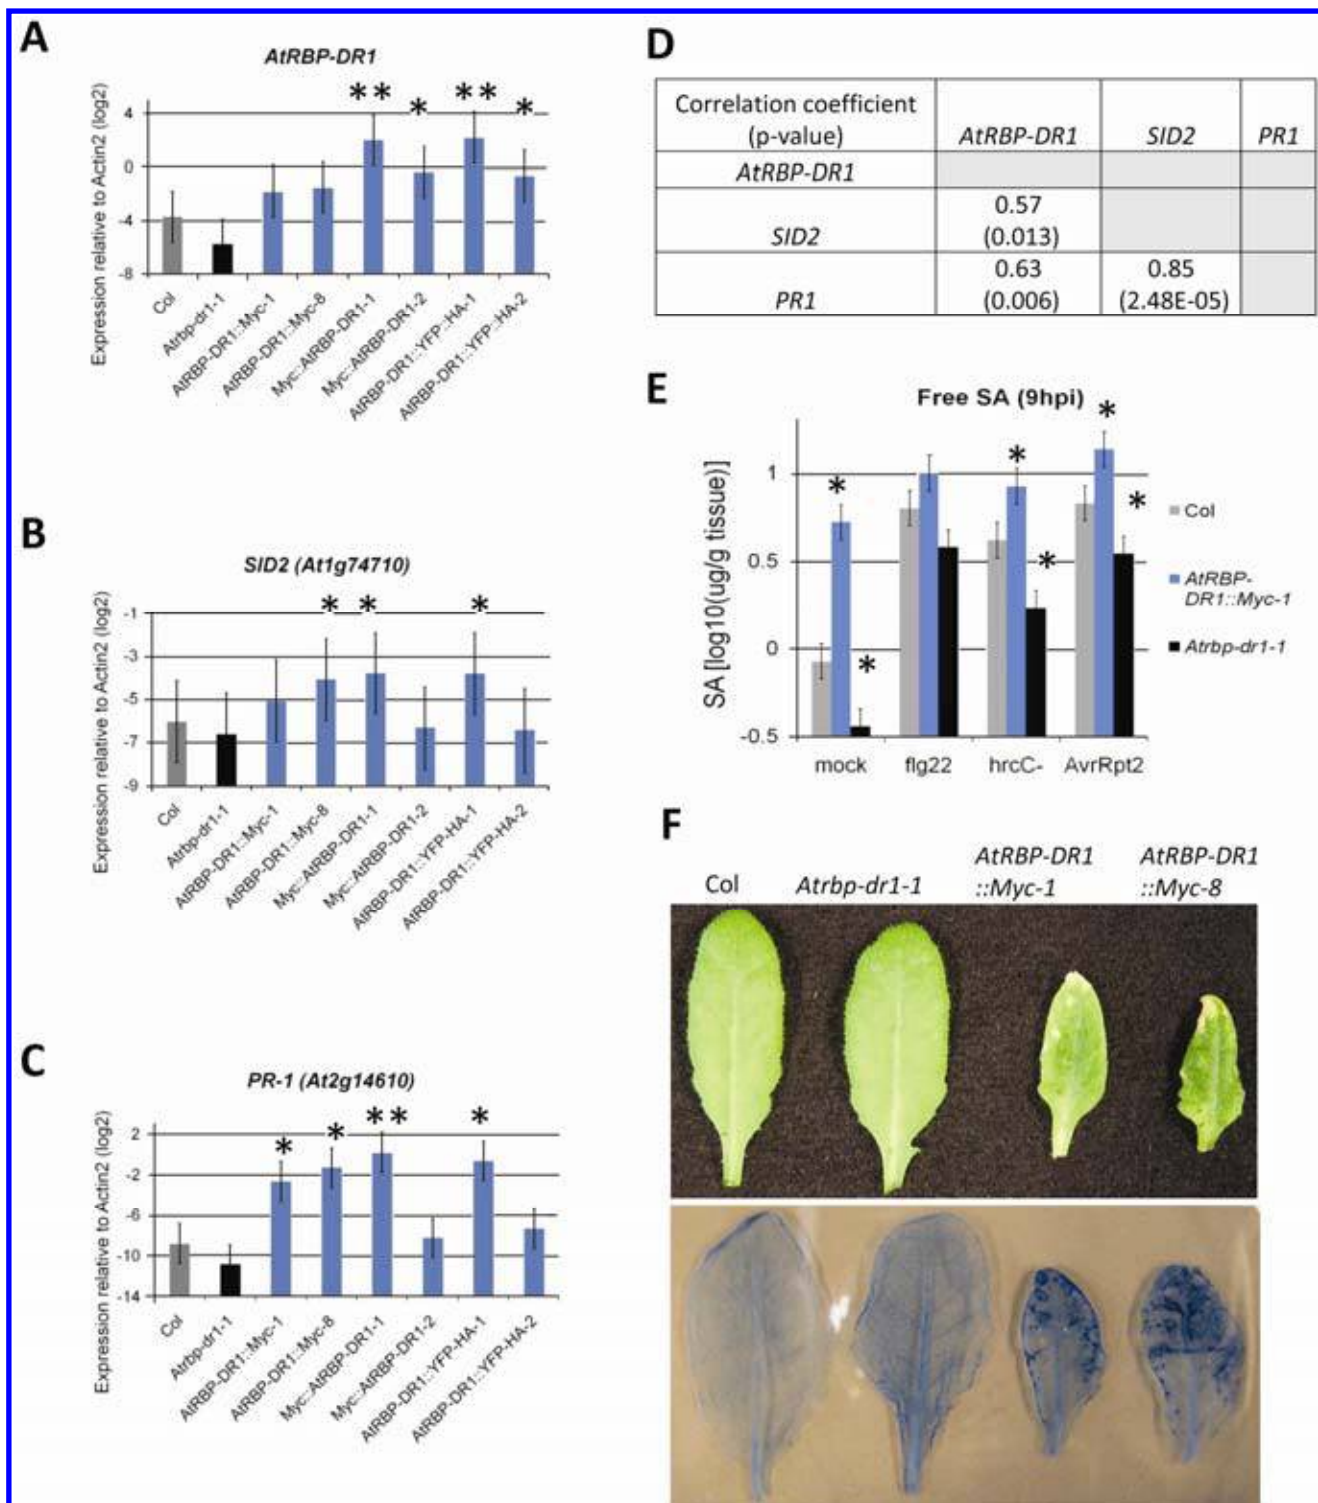 A
AtRBP-DR1
** * ** *
Expression relative to Actin2 (log2)
4
0
-4
-8
Col
Atrbp-dr1-1
AtRBP-DR1::Myc-1
AtRBP-DR1::Myc-8
Myc::AtRBP-DR1-1
Myc::AtRBP-DR1-2
AtRBP-DR1::YFP::HA-1
AtRBP-DR1::YFP::HA-2
B
SID2 (At1g74710)
* * *
Expression relative to Actin2 (log2)
-1
-3
-5
-7
-9
Col
Atrbp-dr1-1
AtRBP-DR1::Myc-1
AtRBP-DR1::Myc-8
Myc::AtRBP-DR1-1
Myc::AtRBP-DR1-2
AtRBP-DR1::YFP-HA-1
AtRBP-DR1::YFP-HA-2
C
PR-1 (At2g14610)
* * ** *
Expression relative to Actin2 (log2)
2
-2
-6
-10
-14
Col
Atrbp-dr1-1
AtRBP-DR1::Myc-1
AtRBP-DR1::Myc-8
Myc::AtRBP-DR1-1
Myc::AtRBP-DR1-2
AtRBP-DR1::YFP-HA-1
AtRBP-DR1::YFP-HA-2
D
Correlation coefficient
(p-value) AtRBP-DR1 SID2 PR1
AtRBP-DR1
SID2 0.57
(0.013)
PR1 0.63 0.85
(0.006) (2.48E-05)
E
Free SA (9hpi)
* * * * * *
SA [log10(ug/g tissue)]
1
0.5
0
-0.5
mock flg22 hrcC- AvrRpt2
Col
AtRBP-
DR1::Myc-1
Atrbp-dr1-1
F
Col Atrbp-dr1-1 AtRBP-DR1 AtRBP-DR1
::Myc-1 ::Myc-8